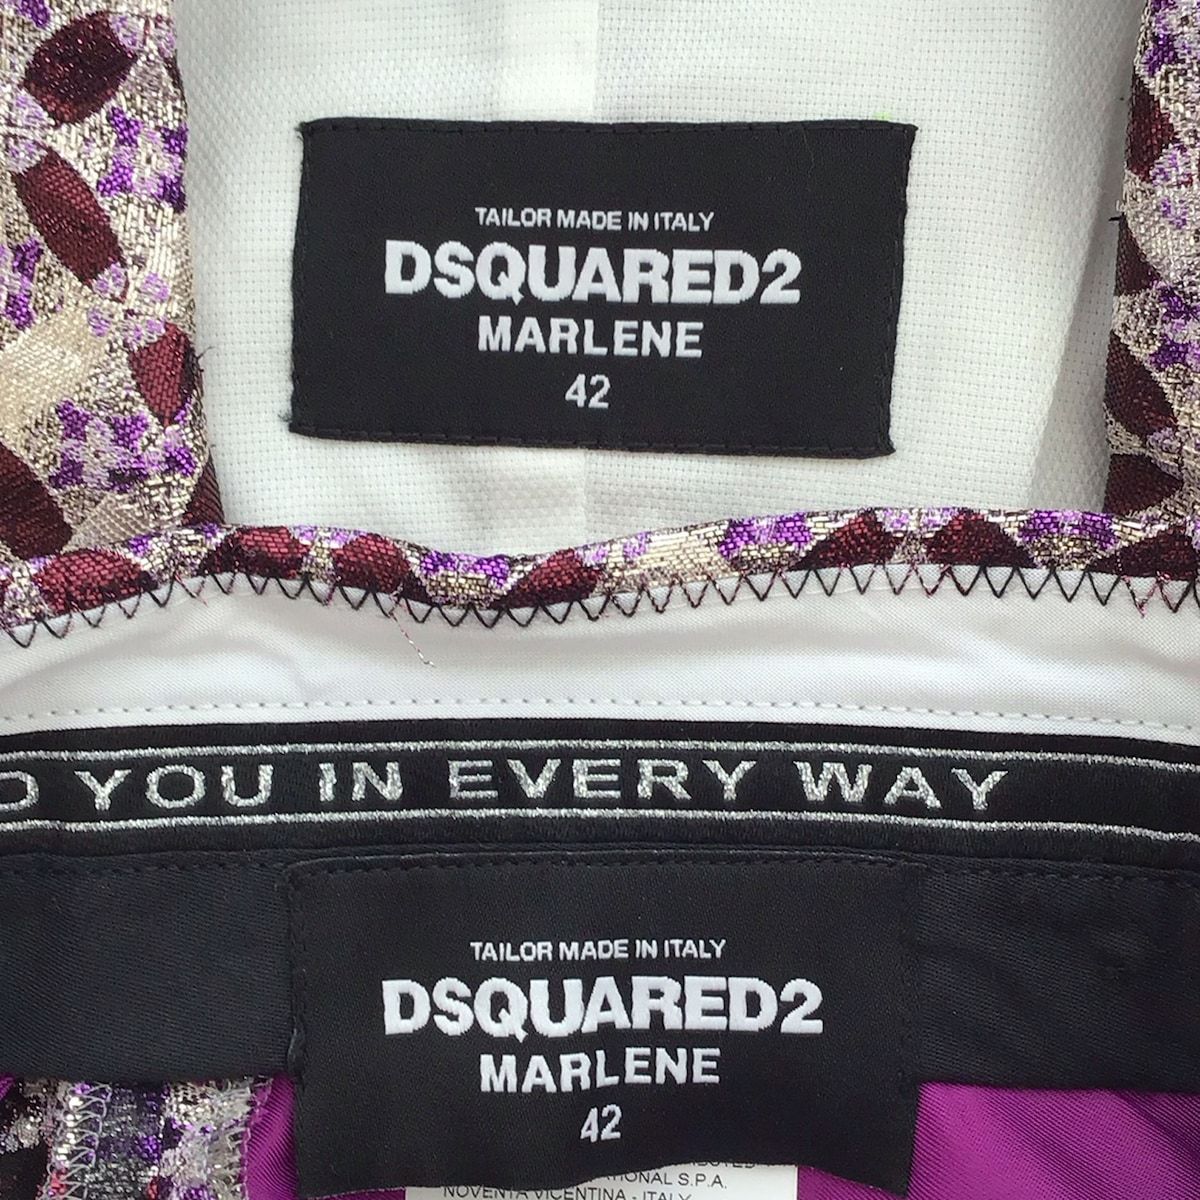 TAILOR MADE IN ITALY
DSQUARED2
MARLENE
42
YOU IN EVERY WAY
TAILOR MADE IN ITALY
DSQUARED2
MARLENE
42
S.P.A.
NOVENTA VICENTINA - ITALY